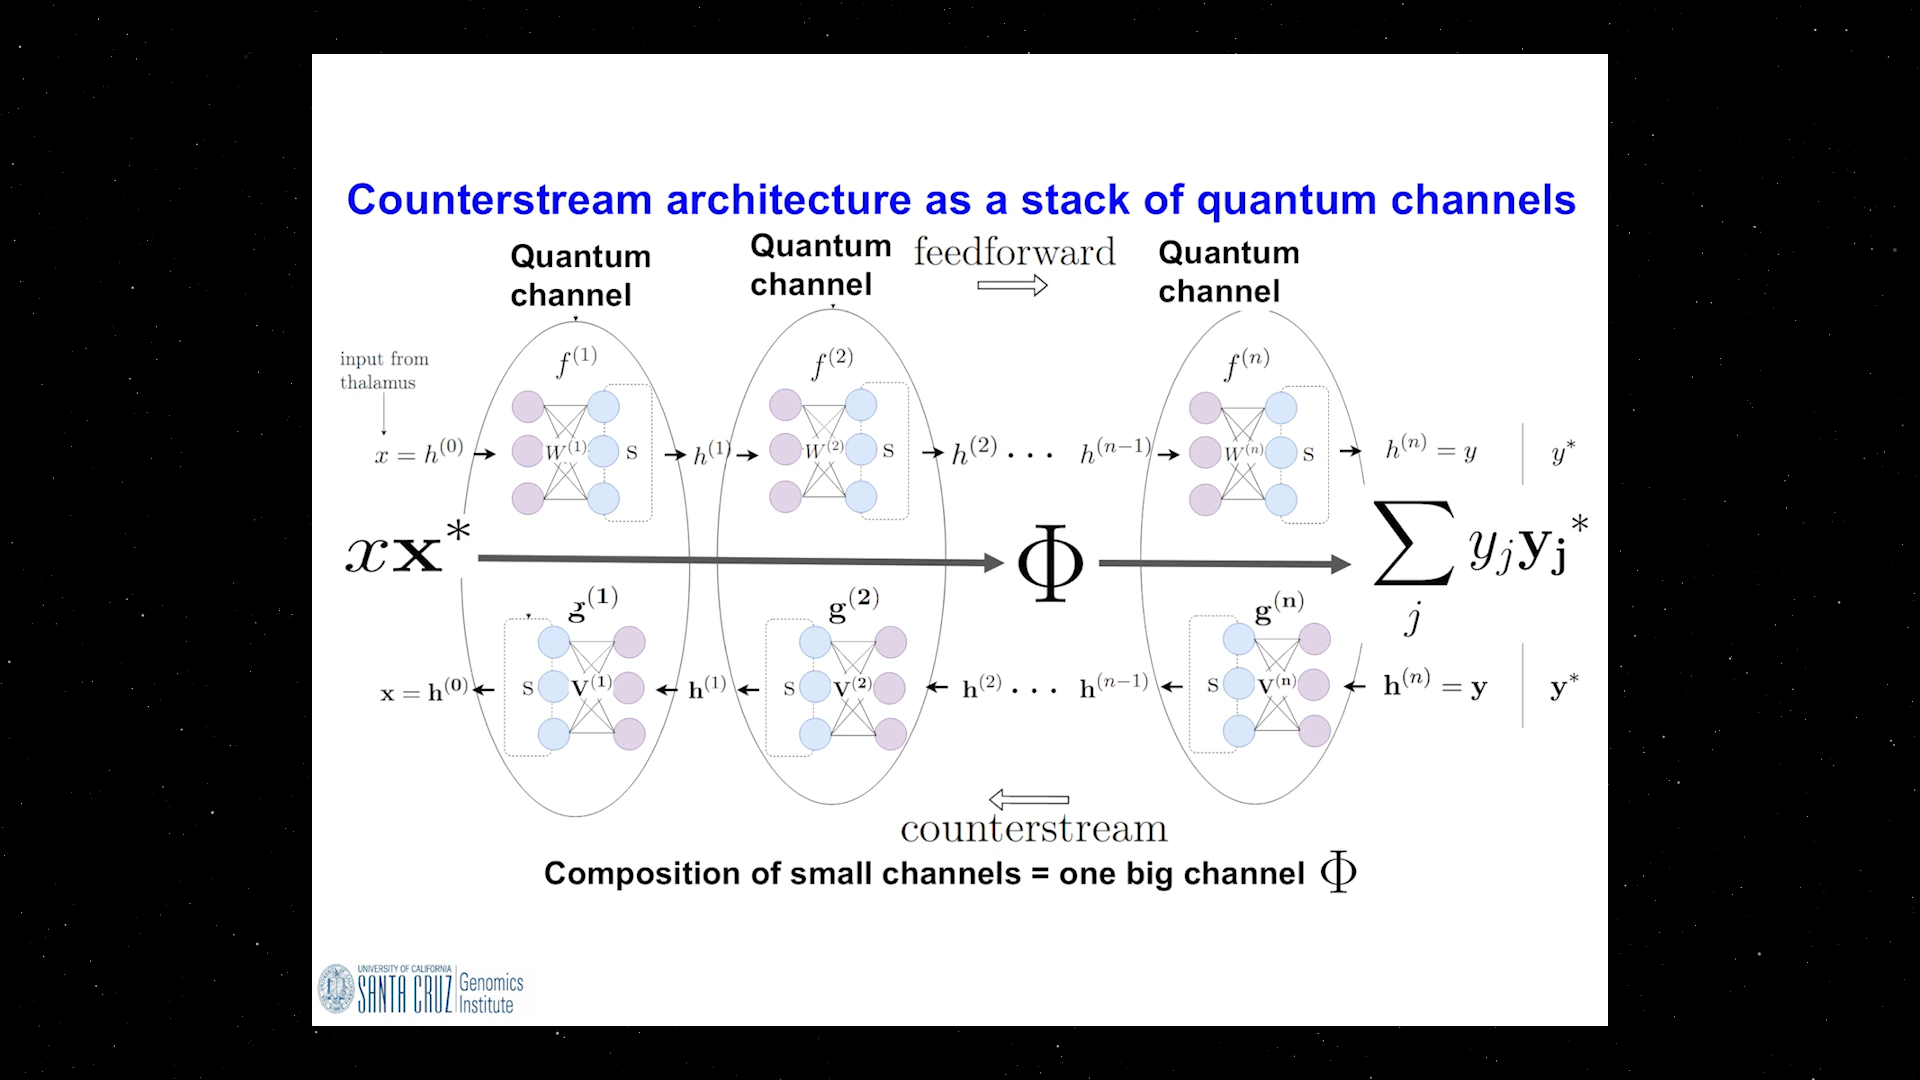 Counterstream architecture as a stack of quantum channels
Quantum
channel
Quantum
channel
feedforward
Quantum
channel
input from
thalamus
f^(1)
f^(2)
f^(n)
x = h^(0)
W^(1)
S
h^(1)
W^(2)
S
h^(2) . . .
h^(n−1)
W^(n)
S
h^(n) = y
y*
xx*
Φ
∑_j y_j y_j*
g^(1)
g^(2)
g^(n)
x = h^(0)
S
V^(1)
h^(1)
S
V^(2)
h^(2) . . .
h^(n−1)
S
V^(n)
h^(n) = y
y*
counterstream
Composition of small channels = one big channel Φ
UNIVERSITY OF CALIFORNIA
SANTA CRUZ
Genomics
Institute